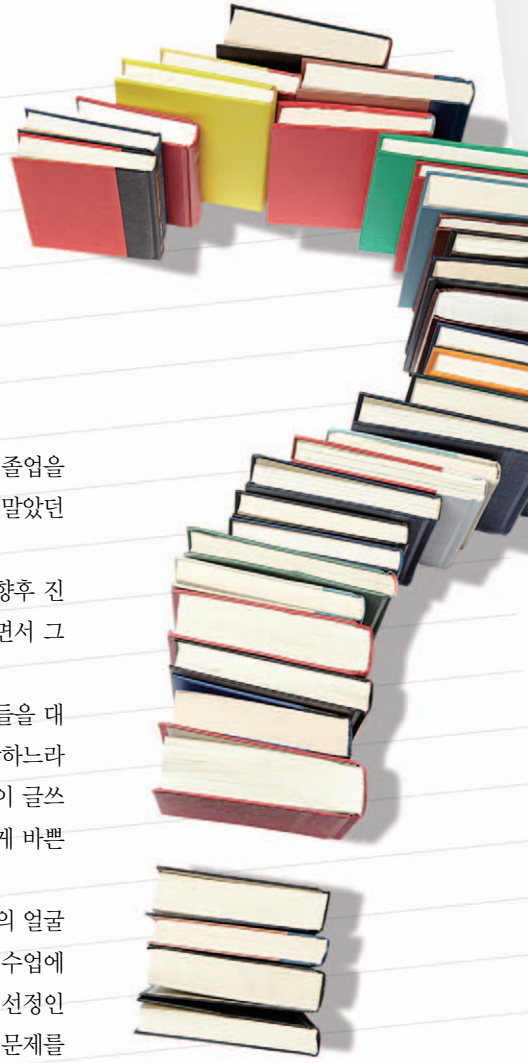 졸업을
말았던
향후 진
면서 그
들을 대
하느라
이 글쓰
게 바쁜
의 얼굴
수업에
선정인
문제를